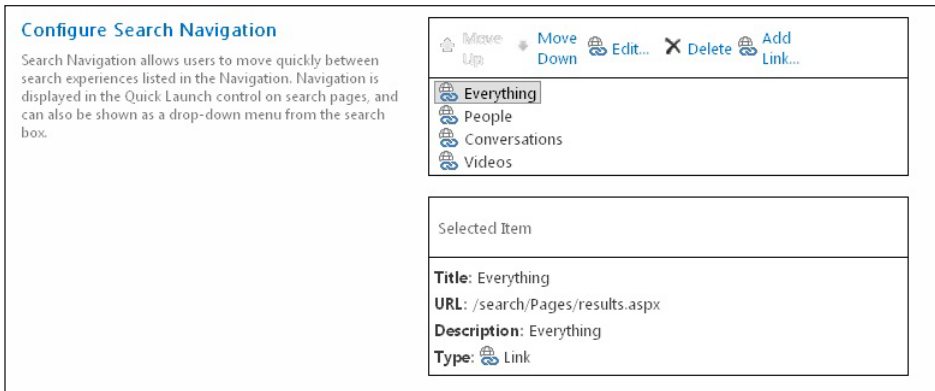 Configure Search Navigation
Search Navigation allows users to move quickly between
search experiences listed in the Navigation. Navigation is
displayed in the Quick Launch control on search pages, and
can also be shown as a drop-down menu from the search
box.
Move Up Move Down Edit... Delete Add Link...
Everything
People
Conversations
Videos
Selected Item
Title: Everything
URL: /search/Pages/results.aspx
Description: Everything
Type: Link